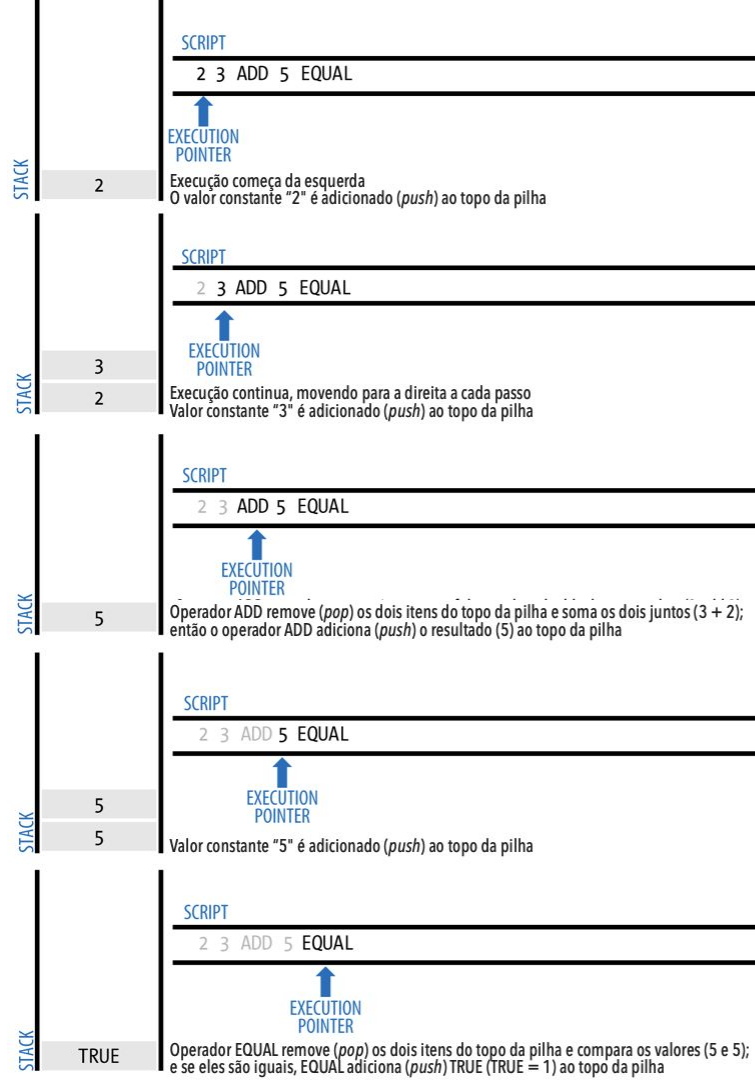 SCRIPT
2 3 ADD 5 EQUAL
EXECUTION
POINTER
STACK
2
Execução começa da esquerda
O valor constante “2" é adicionado (push) ao topo da pilha
SCRIPT
2 3 ADD 5 EQUAL
EXECUTION
POINTER
STACK
3
2
Execução continua, movendo para a direita a cada passo
Valor constante “3" é adicionado (push) ao topo da pilha
SCRIPT
2 3 ADD 5 EQUAL
EXECUTION
POINTER
STACK
5
Operador ADD remove (pop) os dois itens do topo da pilha e soma os dois juntos (3 + 2);
então o operador ADD adiciona (push) o resultado (5) ao topo da pilha
SCRIPT
2 3 ADD 5 EQUAL
EXECUTION
POINTER
STACK
5
5
Valor constante “5" é adicionado (push) ao topo da pilha
SCRIPT
2 3 ADD 5 EQUAL
EXECUTION
POINTER
STACK
TRUE
Operador EQUAL remove (pop) os dois itens do topo da pilha e compara os valores (5 e 5);
e se eles são iguais, EQUAL adiciona (push) TRUE (TRUE = 1) ao topo da pilha